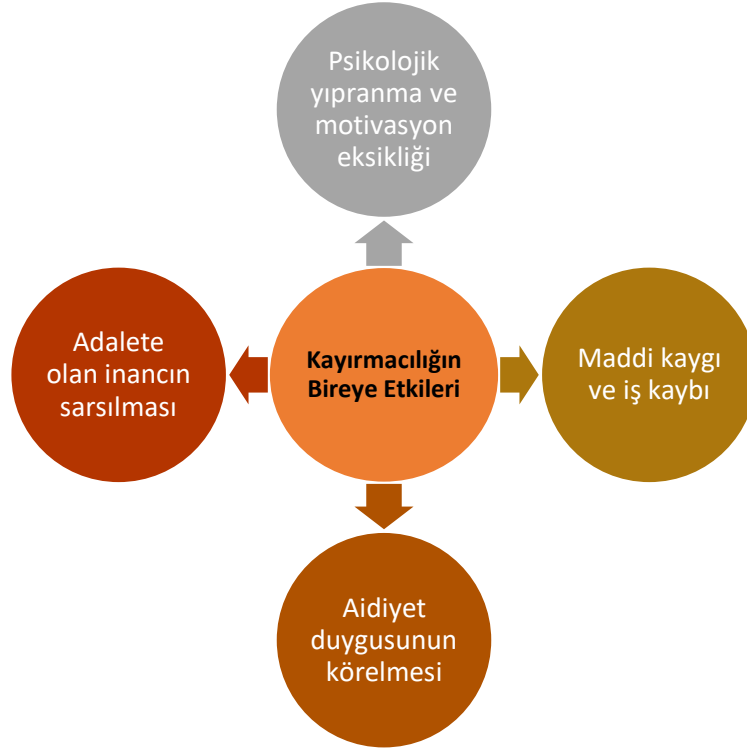 Psikolojik
yıpranma ve
motivasyon
eksikliği
Adalete
olan inancın
sarsılması
Kayırmacılığın
Bireye Etkileri
Maddi kaygı
ve iş kaybı
Aidiyet
duygusunun
körelmesi